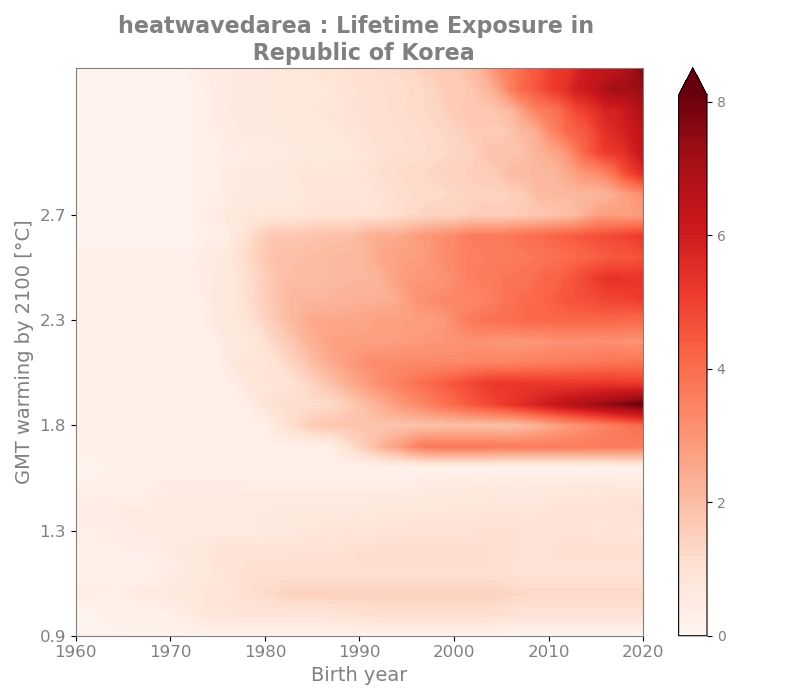 heatwavedarea : Lifetime Exposure in
Republic of Korea
GMT warming by 2100 [°C]
2.7
2.3
1.8
1.3
0.9
1960 1970 1980 1990 2000 2010 2020
Birth year
8
6
4
2
0